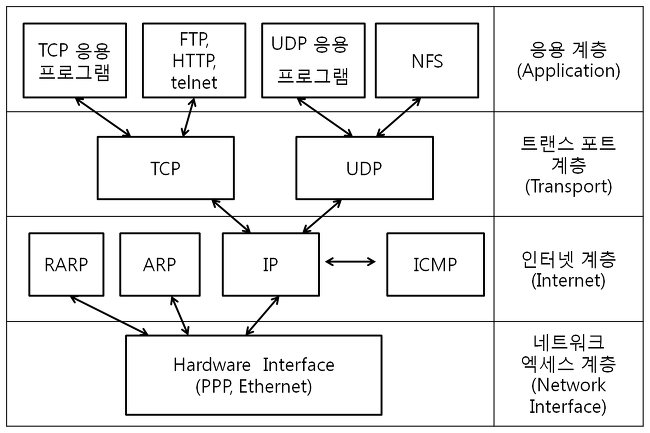 TCP 응용
프로그램
FTP,
HTTP,
telnet
UDP 응용
프로그램
NFS
응용 계층
(Application)
TCP
UDP
트랜스 포트
계층
(Transport)
RARP
ARP
IP
ICMP
인터넷 계층
(Internet)
Hardware Interface
(PPP, Ethernet)
네트워크
엑세스 계층
(Network
Interface)